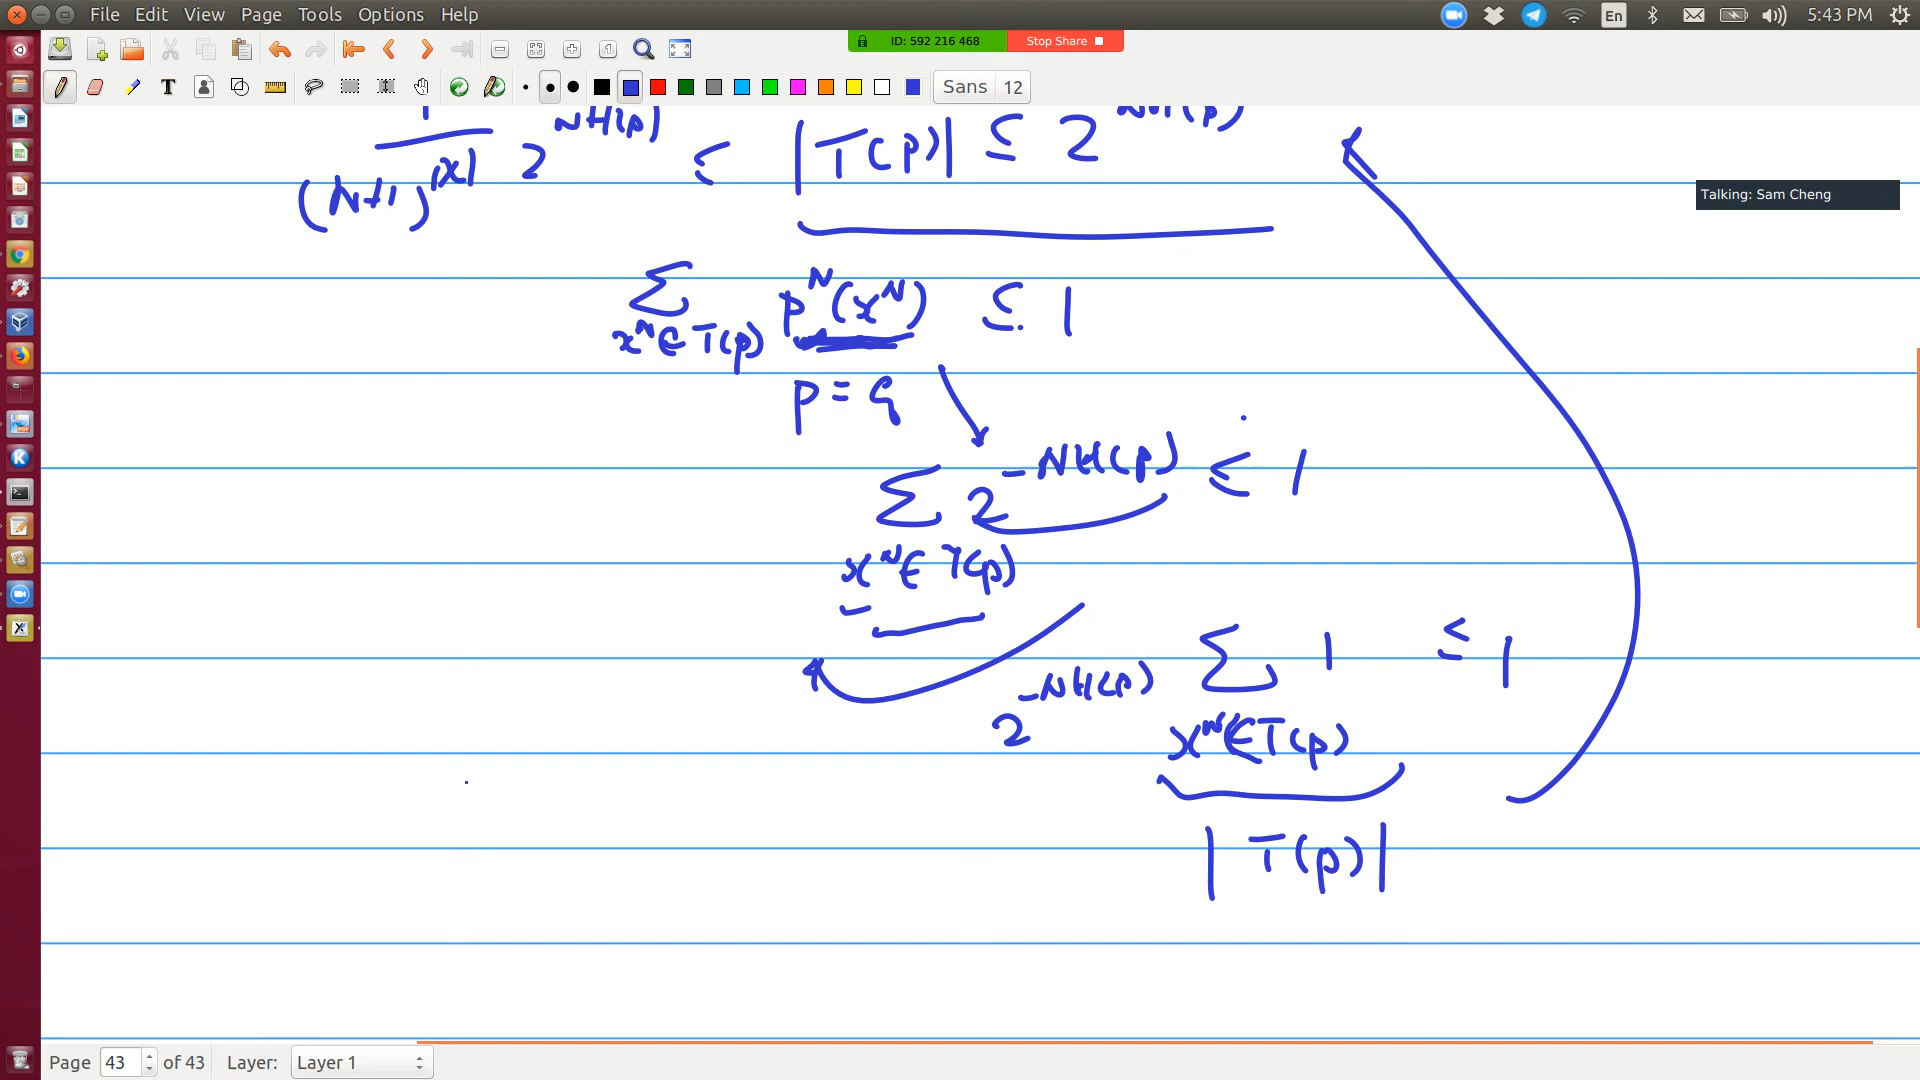 File Edit View Page Tools Options Help
En 5:43 PM
ID: 592 216 468 Stop Share
T Sans 12
Talking: Sam Cheng
1/(N+1)^|X| 2^NH(p) ≤ |T(p)| ≤ 2^NH(p)
∑ p^N(x^N) ≤ 1
x^N ∈ T(p)
p = q
∑ 2^-NH(p) ≤ 1
x^N ∈ T(p)
2^-NH(p) ∑ 1 ≤ 1
x^N ∈ T(p)
|T(p)|
Page 43 of 43 Layer: Layer 1